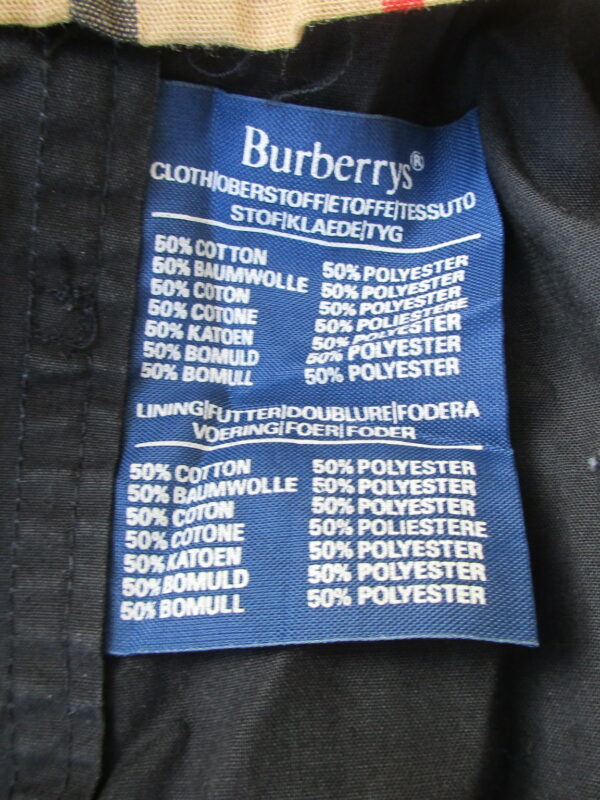 Burberrys®
CLOTH|OBERSTOFF|ETOFFE|TESSUTO
STOF|KLAEDE|TYG
50% COTTON 50% POLYESTER
50% BAUMWOLLE 50% POLYESTER
50% COTON 50% POLYESTER
50% COTONE 50% POLIESTERE
50% KATOEN 50% POLYESTER
50% BOMULD 50% POLYESTER
50% BOMULL 50% POLYESTER
LINING|FUTTER|DOUBLURE|FODERA
VOERING|FOER|FODER
50% COTTON 50% POLYESTER
50% BAUMWOLLE 50% POLYESTER
50% COTON 50% POLYESTER
50% COTONE 50% POLIESTERE
50% KATOEN 50% POLYESTER
50% BOMULD 50% POLYESTER
50% BOMULL 50% POLYESTER